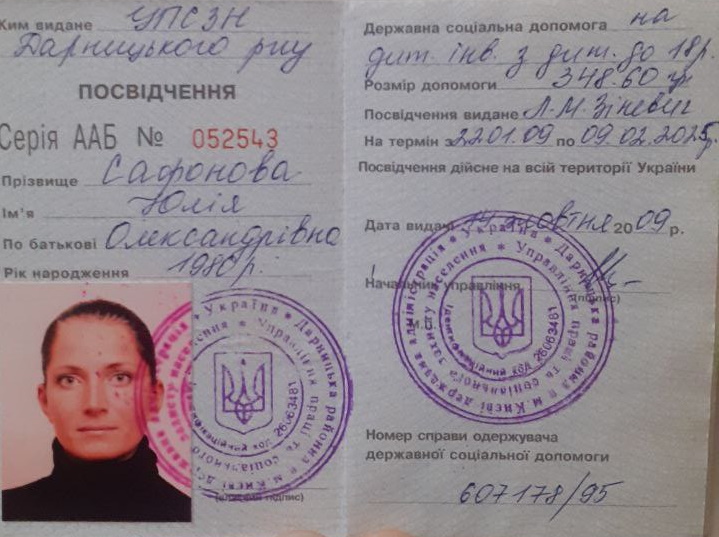 Ким видане УПСЗН
Дарницького рну
ПОСВІДЧЕННЯ
Серія ААБ № 052543
Прізвище Сафонова
Ім'я Юлія
По батькові Олександрівна
Рік народження 1980 р.
(власний підпис)
Державна соціальна допомога на
дит. інв. з дит. до 18 р.
Розмір допомоги 348.60 гр
Посвідчення видане Л.М. Зіневич
На термін з 22.01.09 по 09.02.2025р.
Посвідчення дійсне на всій території України
Дата видачі 14 жовтня 2009 р.
Начальник управління
(підпис)
М.П.
Номер справи одержувача
державної соціальної допомоги
607178/95
Україна * Дарницька районна в м. Києві державна адміністрація *
Управління праці та соціального захисту населення *
Ідентифікаційний код 26063481
Україна * Дарницька районна в м. Києві
Управління праці та соціального захисту населення *
Ідентифікаційний код 26063481